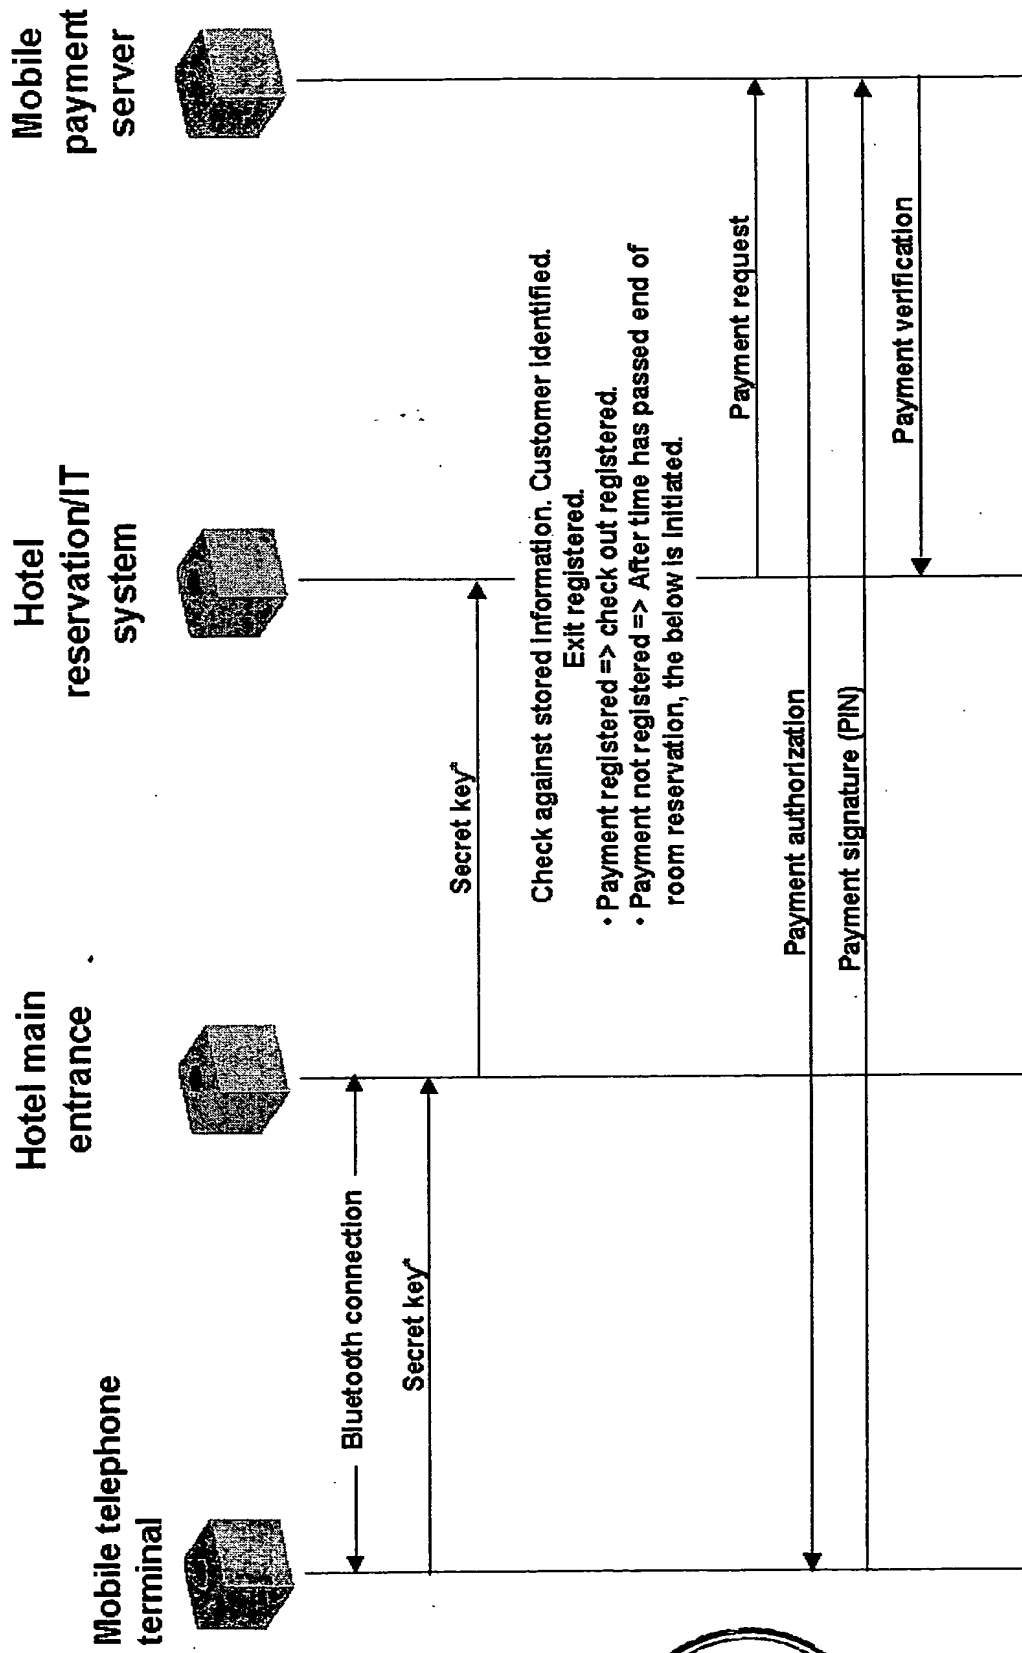 Mobile telephone
terminal
Hotel main
entrance
Hotel
reservation/IT
system
Mobile
payment
server
Bluetooth connection
Secret key*
Secret key*
Check against stored information. Customer identified.
Exit registered.
• Payment registered => check out registered.
• Payment not registered => After time has passed end of
room reservation, the below is initiated.
Payment request
Payment authorization
Payment signature (PIN)
Payment verification